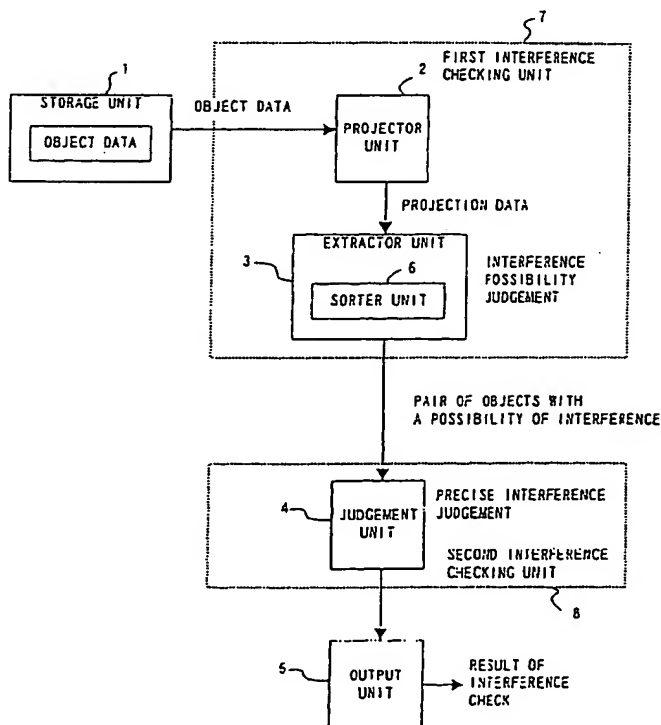 7
FIRST INTERFERENCE
CHECKING UNIT
1
STORAGE UNIT
OBJECT DATA
OBJECT DATA
2
PROJECTOR
UNIT
PROJECTION DATA
EXTRACTOR UNIT
3
6
SORTER UNIT
INTERFERENCE
FOSSIBILITY
JUDGEMENT
PAIR OF OBJECTS WITH
A POSSIBILITY OF INTERFERENCE
4
JUDGEMENT
UNIT
PRECISE INTERFERENCE
JUDGEMENT
SECOND INTERFERENCE
CHECKING UNIT
8
5
OUTPUT
UNIT
RESULT OF
INTERFERENCE
CHECK